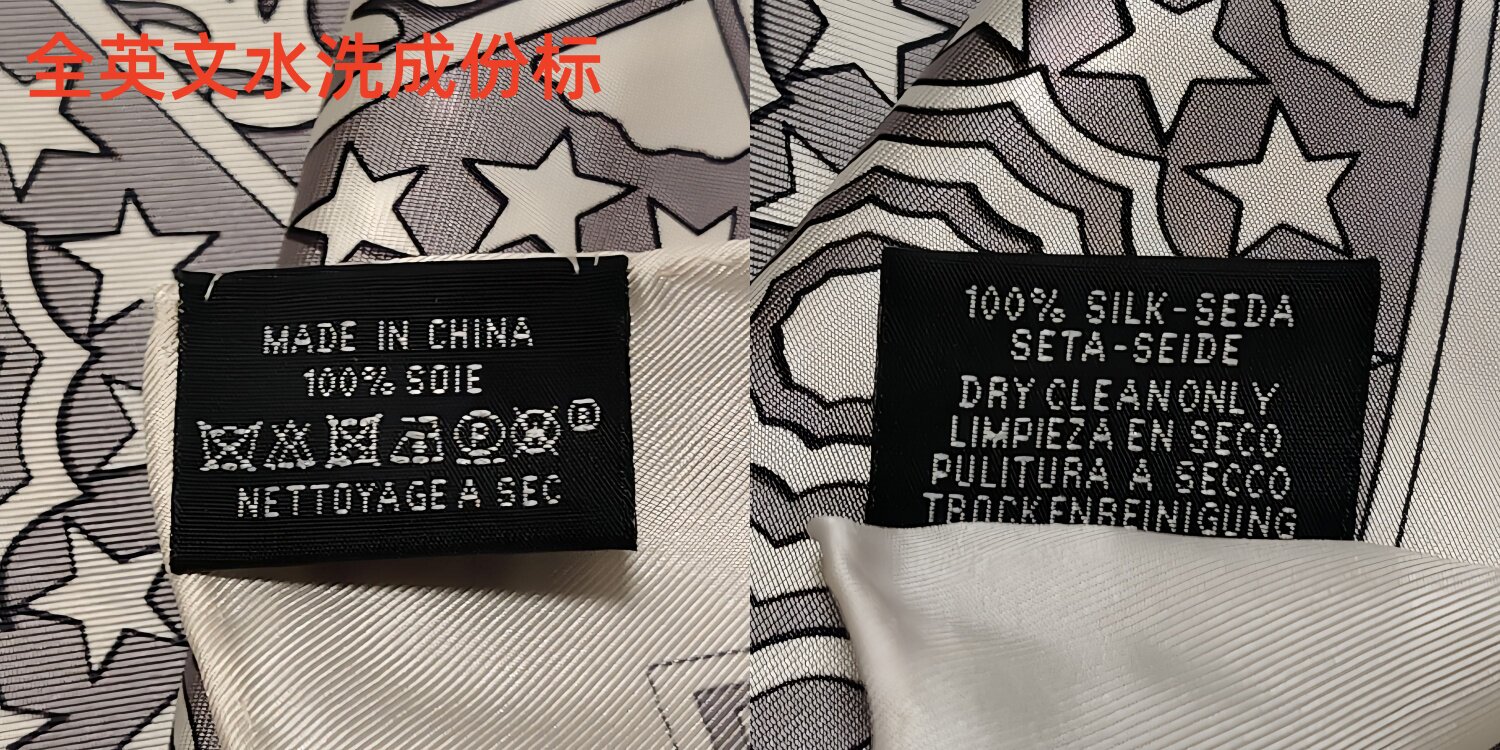 全英文水洗成份标
MADE IN CHINA
100% SOIE
P
®
NETTOYAGE A SEC
100% SILK-SEDA
SETA-SEIDE
DRY CLEAN ONLY
LIMPIEZA EN SECO
PULITURA A SECCO
TROCKENREINIGUNG